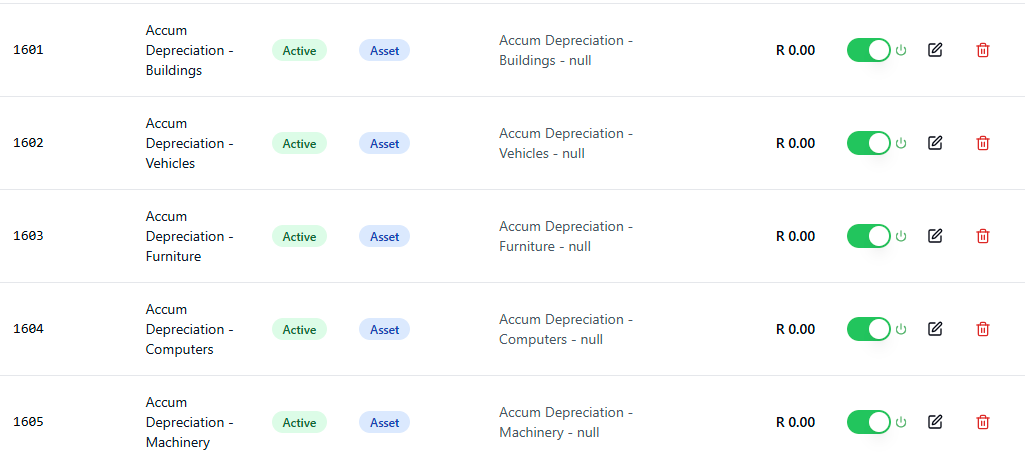 1601
Accum
Depreciation -
Buildings
Active
Asset
Accum Depreciation -
Buildings - null
R 0.00
1602
Accum
Depreciation -
Vehicles
Active
Asset
Accum Depreciation -
Vehicles - null
R 0.00
1603
Accum
Depreciation -
Furniture
Active
Asset
Accum Depreciation -
Furniture - null
R 0.00
1604
Accum
Depreciation -
Computers
Active
Asset
Accum Depreciation -
Computers - null
R 0.00
1605
Accum
Depreciation -
Machinery
Active
Asset
Accum Depreciation -
Machinery - null
R 0.00